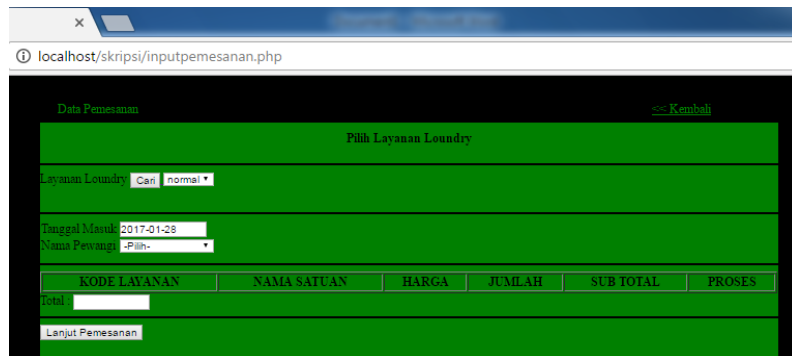 ×
localhost/skripsi/inputpemesanan.php
Data Pemesanan << Kembali
Pilih Layanan Loundry
Layanan Loundry Cari normal
Tanggal Masuk 2017-01-28
Nama Pewangi -Pilih-
KODE LAYANAN NAMA SATUAN HARGA JUMLAH SUB TOTAL PROSES
Total :
Lanjut Pemesanan